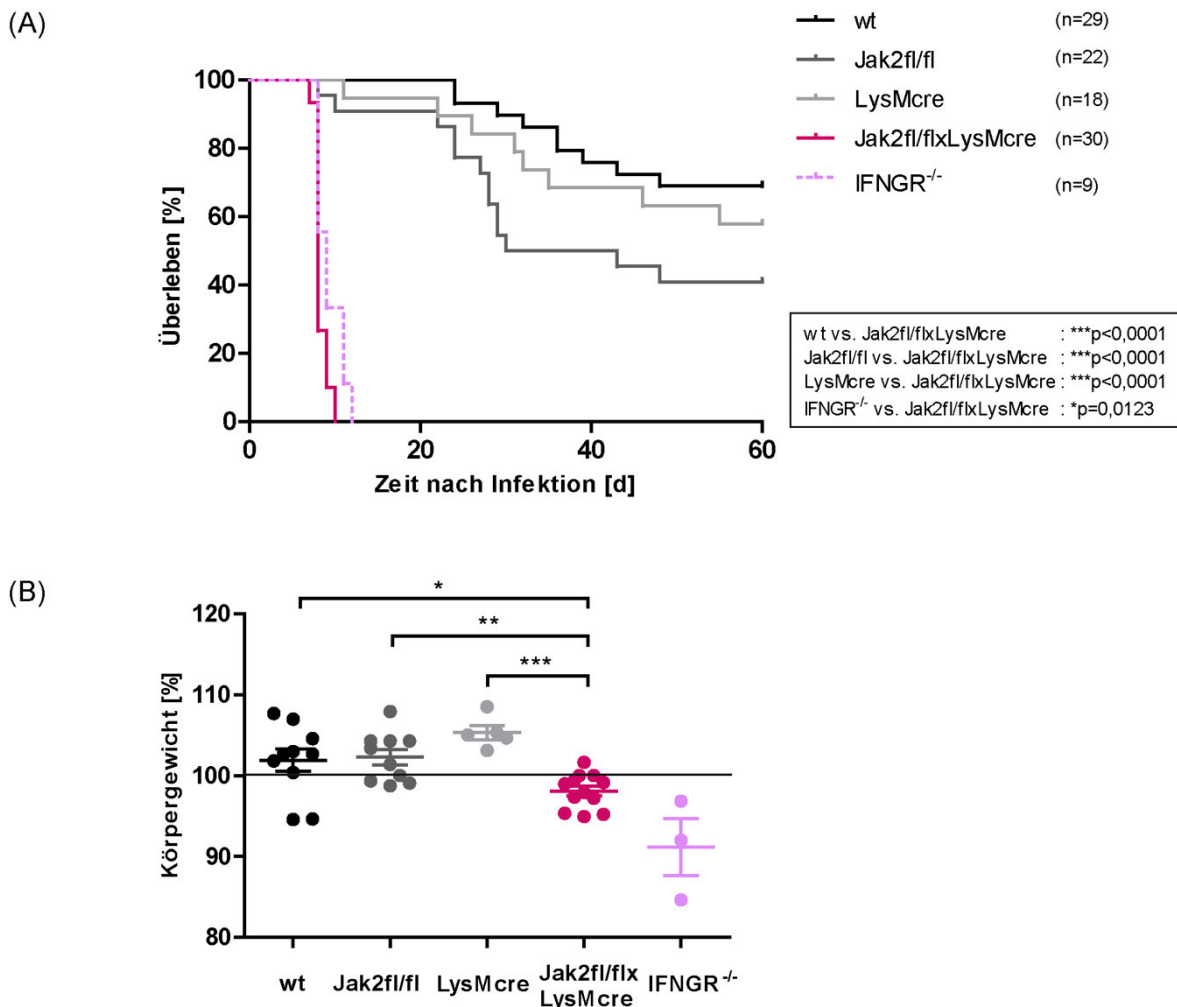 (A)
wt (n=29)
Jak2fl/fl (n=22)
LysMcre (n=18)
Jak2fl/flxLysMcre (n=30)
IFNGR-/- (n=9)
100
80
60
40
20
0
Überleben [%]
0 20 40 60
Zeit nach Infektion [d]
wt vs. Jak2fl/flxLysMcre : ***p<0,0001
Jak2fl/fl vs. Jak2fl/flxLysMcre : ***p<0,0001
LysMcre vs. Jak2fl/flxLysMcre : ***p<0,0001
IFNGR-/- vs. Jak2fl/flxLysMcre : *p=0,0123
(B)
*
**
***
120
110
100
90
80
Körpergewicht [%]
wt Jak2fl/fl LysMcre Jak2fl/flx IFNGR-/-
LysMcre